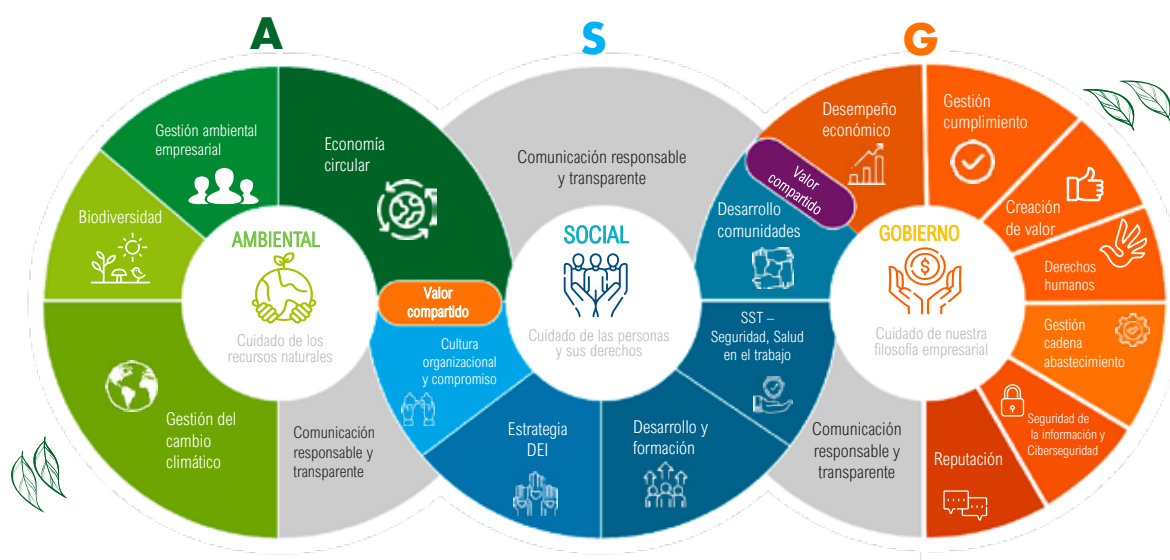 A
S
G
Gestión ambiental
empresarial
Economía
circular
Biodiversidad
AMBIENTAL
Cuidado de los
recursos naturales
Gestión del
cambio
climático
Comunicación
responsable y
transparente
Valor
compartido
Comunicación responsable
y transparente
SOCIAL
Cuidado de las personas
y sus derechos
Cultura
organizacional
y compromiso
Estrategia
DEI
Desarrollo y
formación
SST –
Seguridad, Salud
en el trabajo
Desarrollo
comunidades
Valor
compartido
Desempeño
económico
Gestión
cumplimiento
Creación
de valor
Derechos
humanos
GOBIERNO
$
Cuidado de nuestra
filosofía empresarial
Gestión
cadena
abastecimiento
Seguridad de
la información y
Ciberseguridad
Reputación
Comunicación
responsable y
transparente